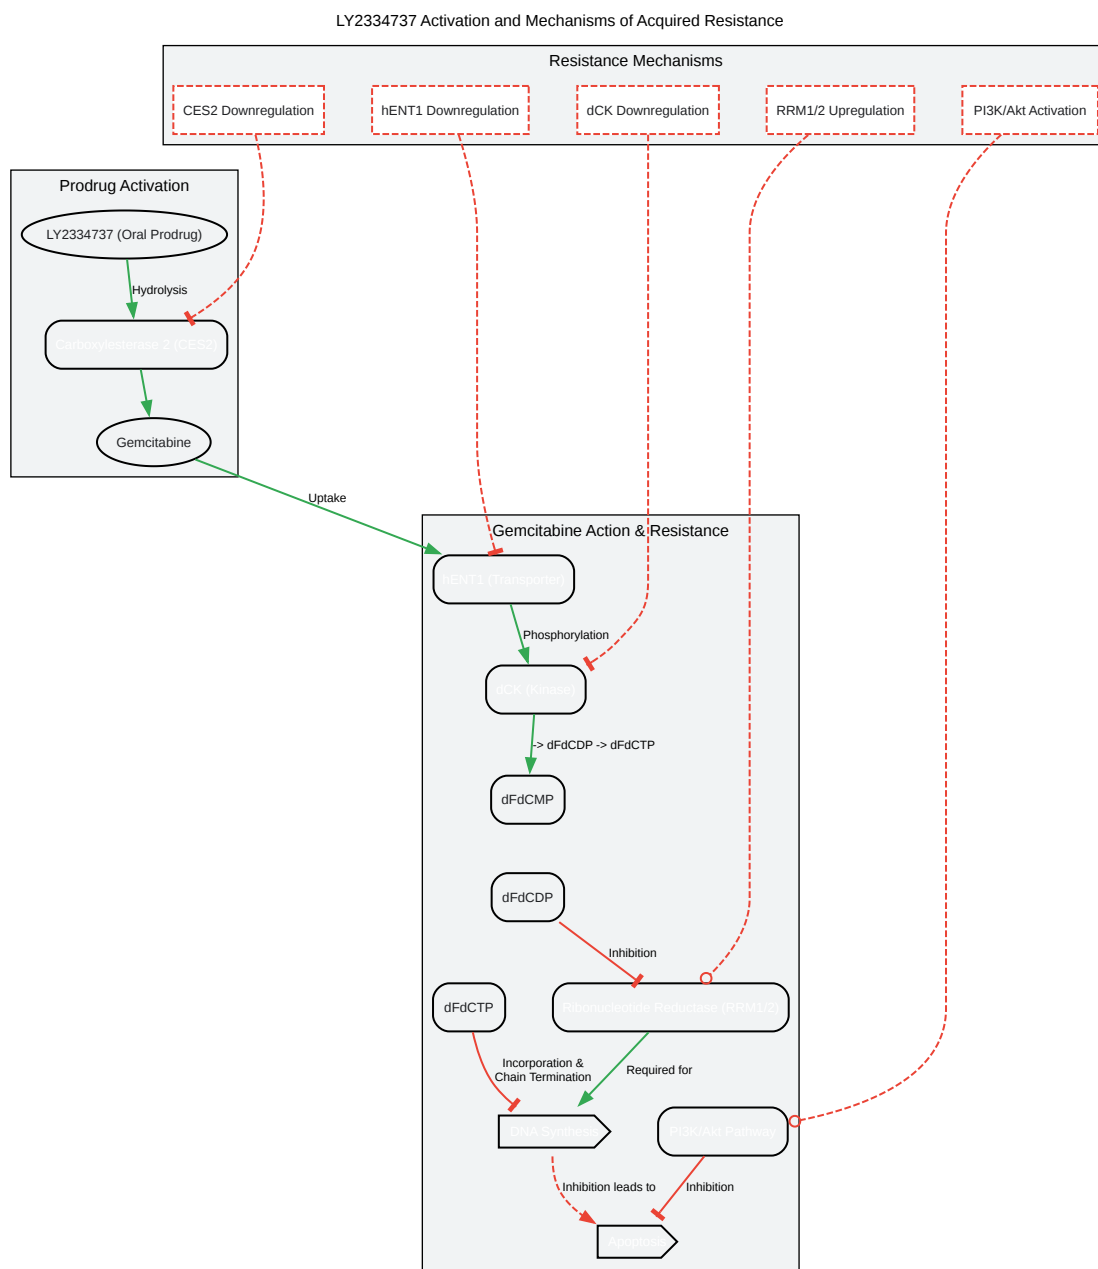 LY2334737 Activation and Mechanisms of Acquired Resistance
Resistance Mechanisms
CES2 Downregulation
hENT1 Downregulation
dCK Downregulation
RRM1/2 Upregulation
PI3K/Akt Activation
Prodrug Activation
LY2334737 (Oral Prodrug)
Hydrolysis
Carboxylesterase 2 (CES2)
Gemcitabine
Uptake
Gemcitabine Action & Resistance
hENT1 (Transporter)
Phosphorylation
dCK (Kinase)
-> dFdCDP -> dFdCTP
dFdCMP
dFdCDP
Inhibition
dFdCTP
Ribonucleotide Reductase (RRM1/2)
Incorporation &
Chain Termination
Required for
DNA Synthesis
PI3K/Akt Pathway
Inhibition leads to
Inhibition
Apoptosis